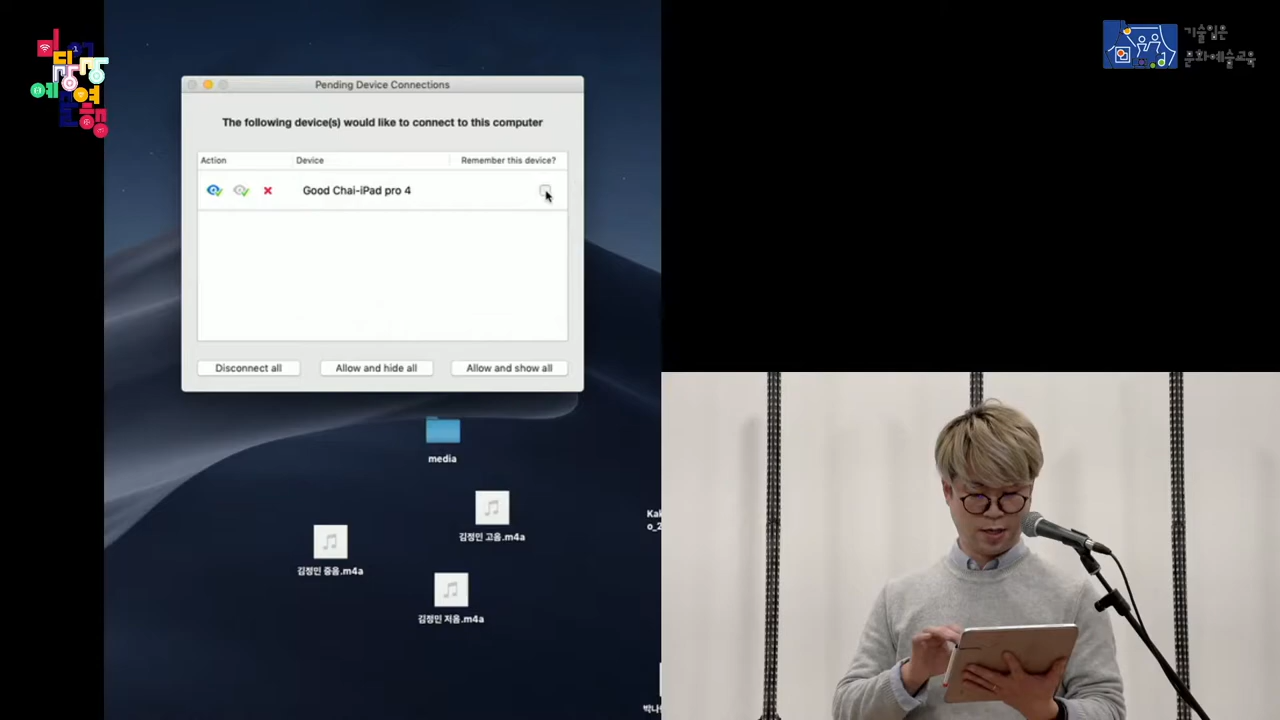 기술입은
문화예술교육
Pending Device Connections
The following device(s) would like to connect to this computer
Action Device Remember this device?
Good Chai-iPad pro 4
Disconnect all Allow and hide all Allow and show all
media
김정민 고음.m4a
김정민 중음.m4a
김정민 저음.m4a